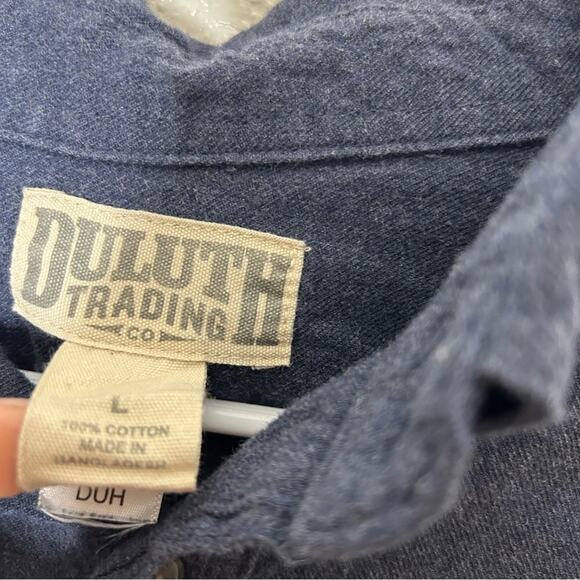 DULUTH
TRADING
CO
L
100% COTTON
MADE IN
BANGLADESH
DUH